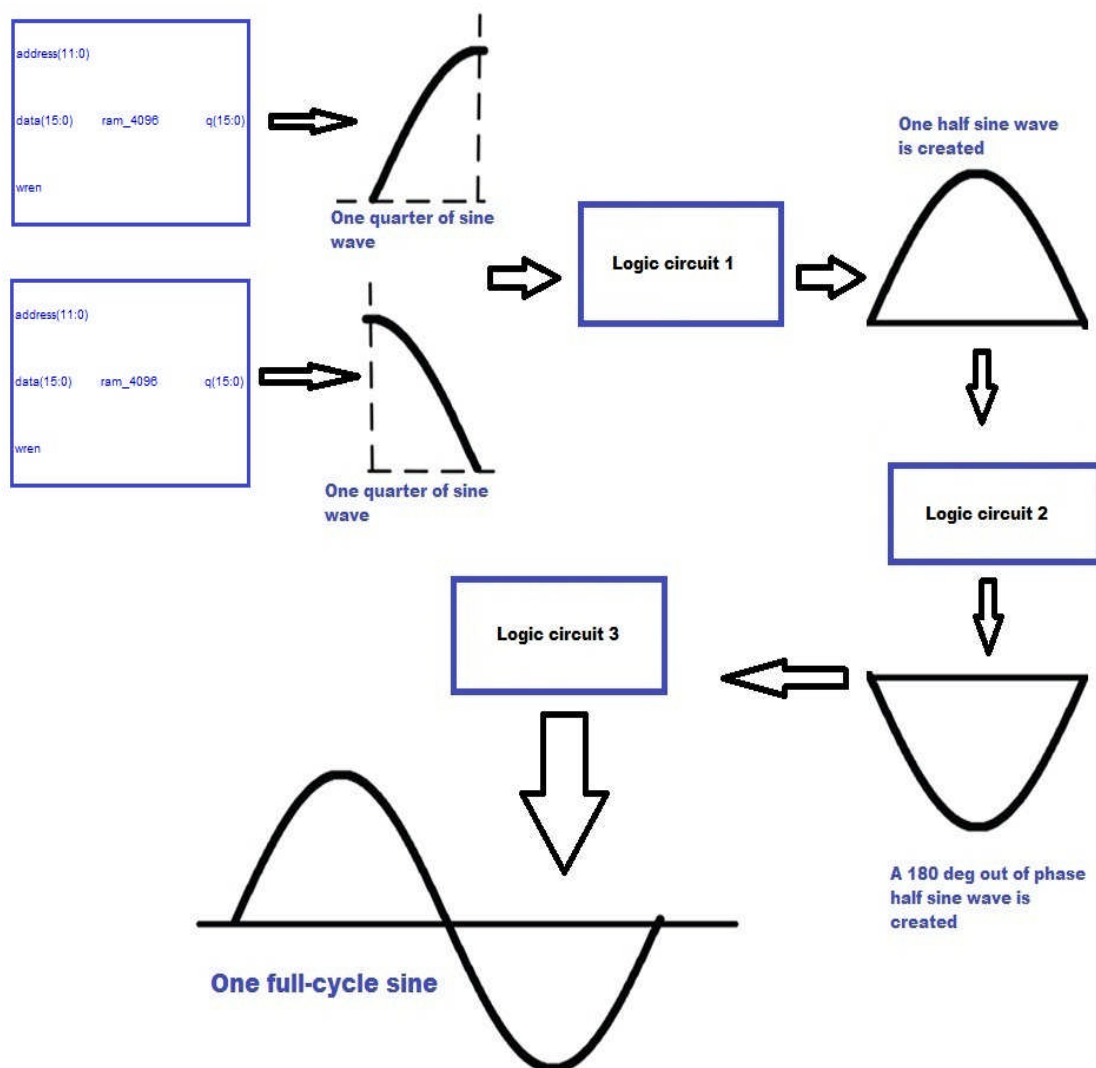 address(11:0)
data(15:0) ram_4096 q(15:0)
wren
One quarter of sine
wave
address(11:0)
data(15:0) ram_4096 q(15:0)
wren
One quarter of sine
wave
Logic circuit 1
One half sine wave
is created
Logic circuit 2
A 180 deg out of phase
half sine wave is
created
Logic circuit 3
One full-cycle sine